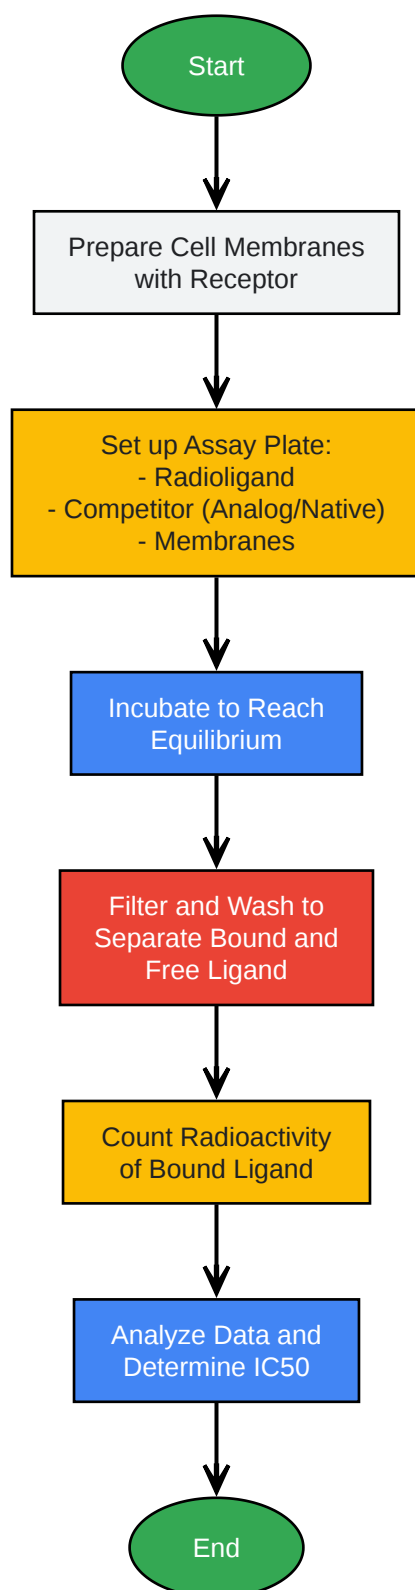 Start
Prepare Cell Membranes
with Receptor
Set up Assay Plate:
- Radioligand
- Competitor (Analog/Native)
- Membranes
Incubate to Reach
Equilibrium
Filter and Wash to
Separate Bound and
Free Ligand
Count Radioactivity
of Bound Ligand
Analyze Data and
Determine IC50
End